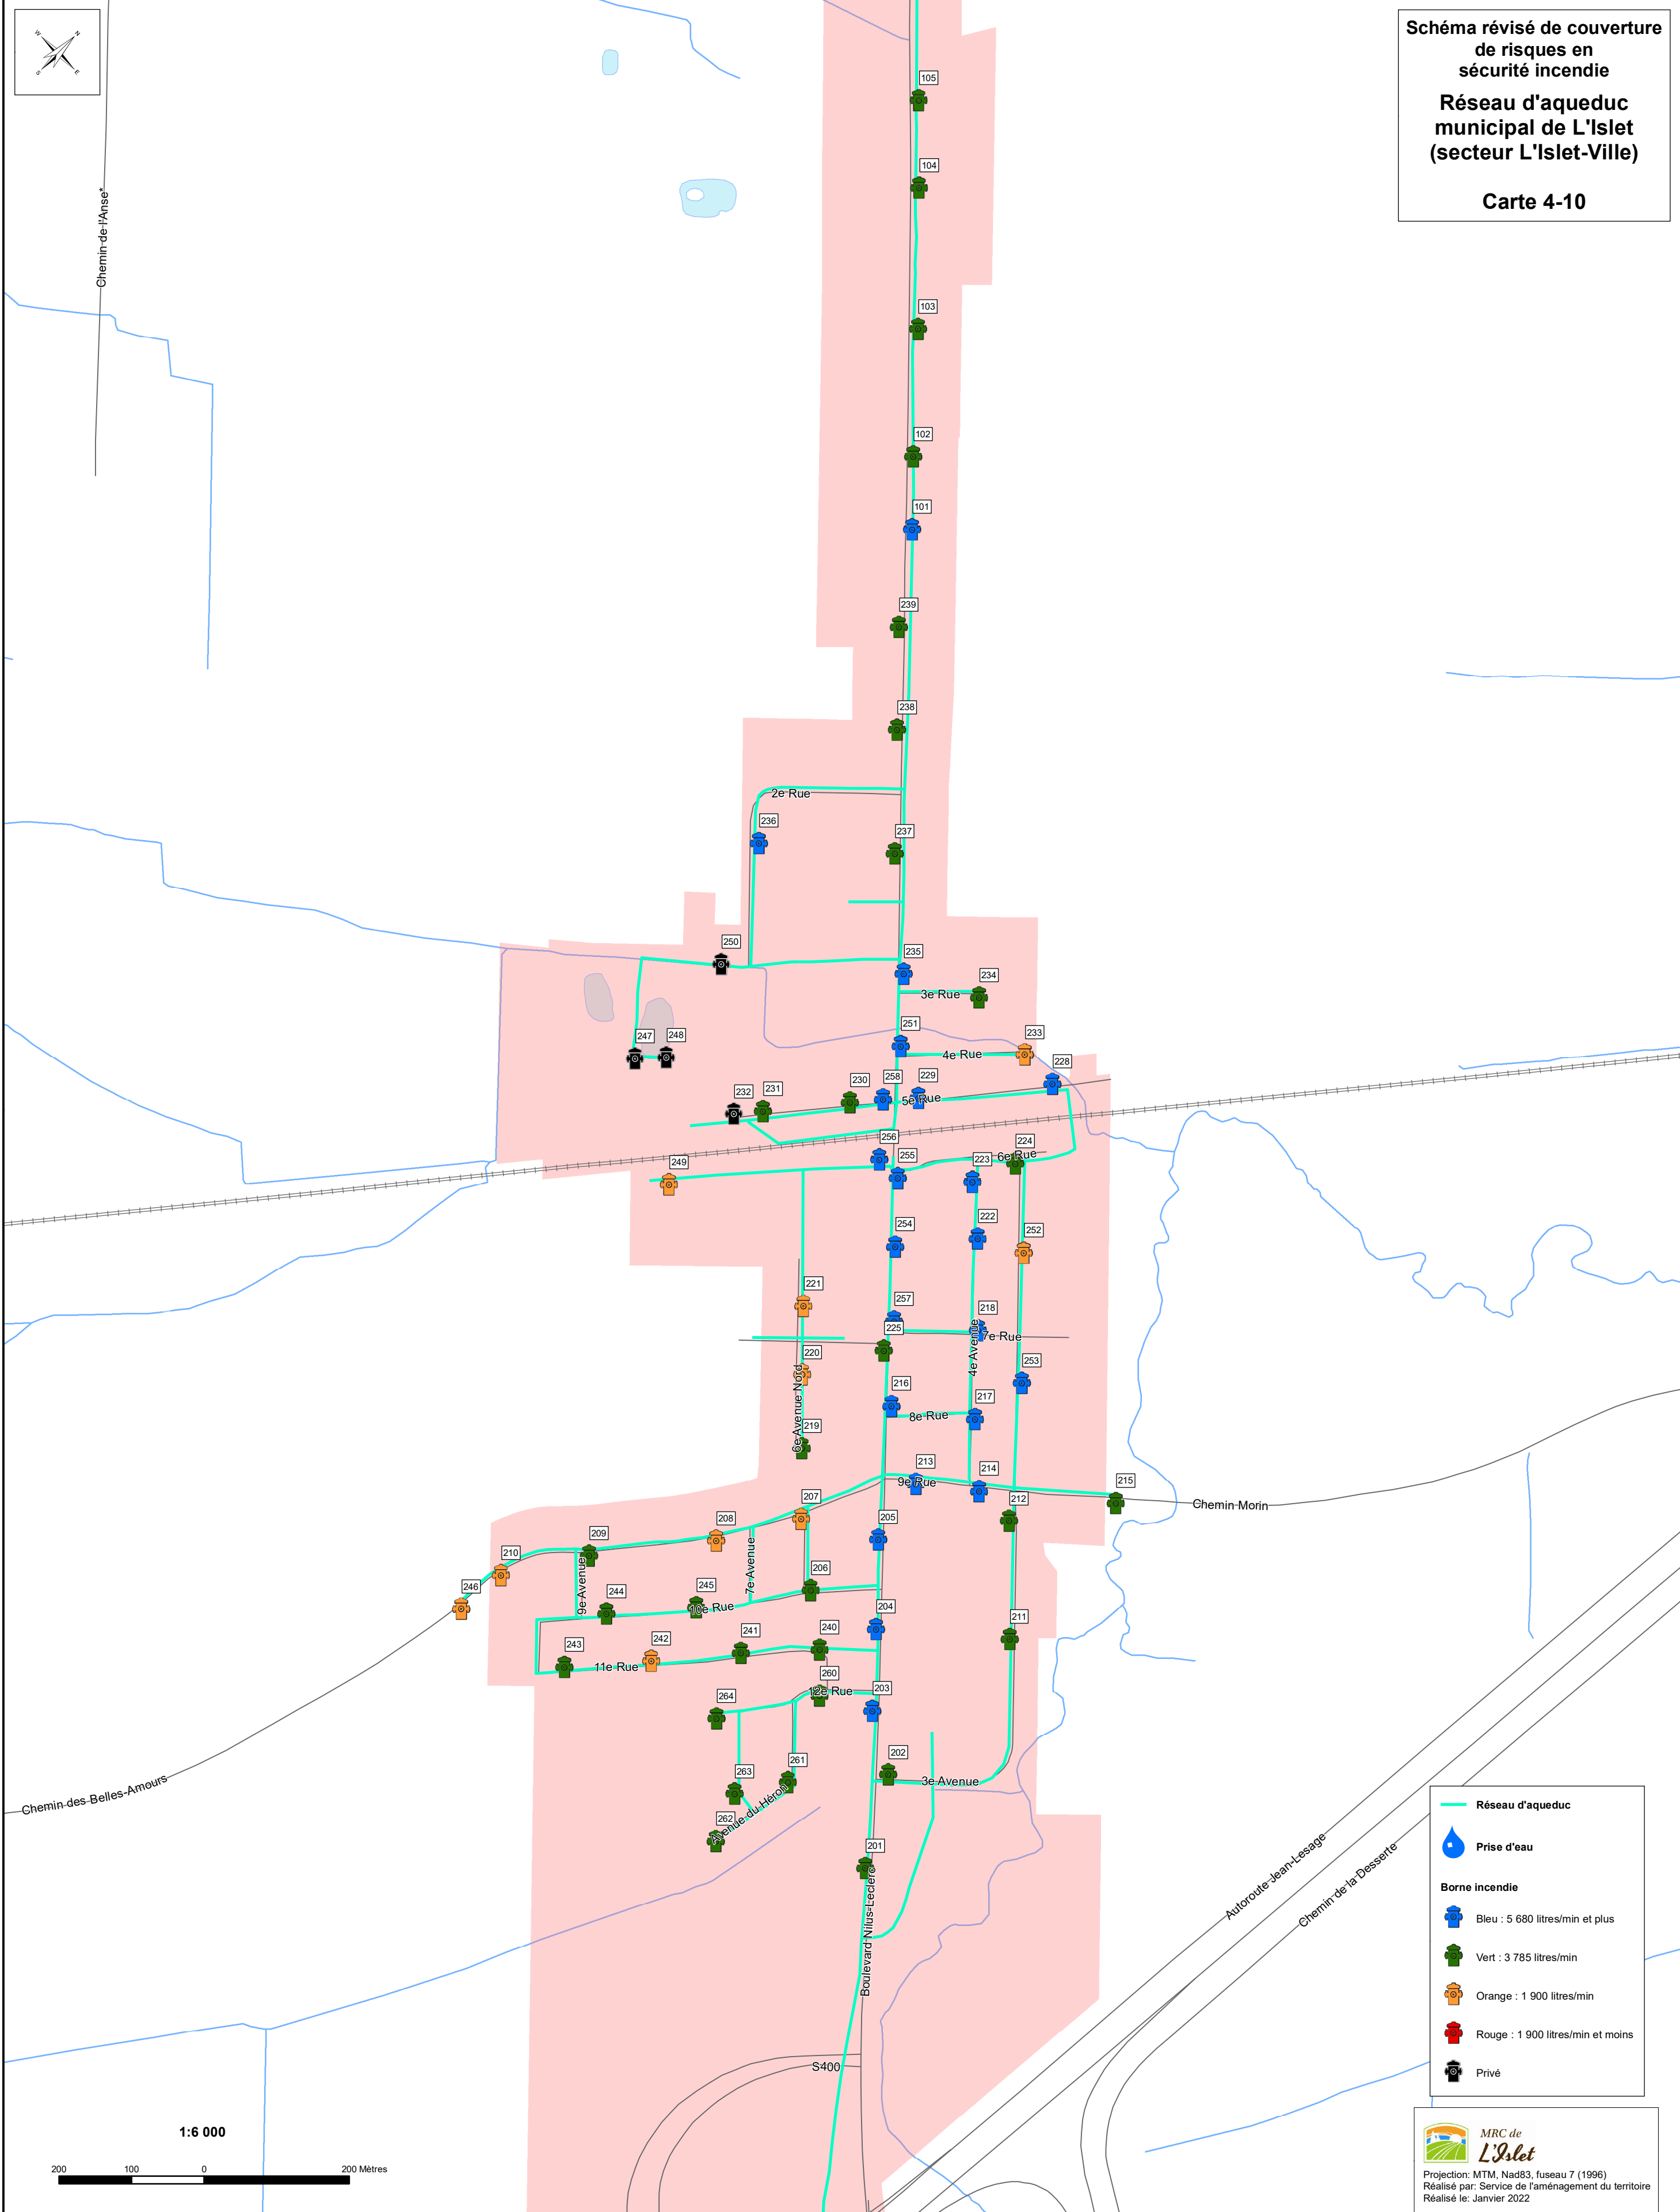 W
N
S
E
Schéma révisé de couverture
de risques en
sécurité incendie
Réseau d'aqueduc
municipal de L'Islet
(secteur L'Islet-Ville)
Carte 4-10
105
104
Chemin de l'Anse*
103
102
101
239
238
2e Rue
236
237
250
235
234
3e Rue
251
247
248
233
4e Rue
228
232
231
230
258
229
5e Rue
256
255
224
6e Rue
223
249
254
222
252
221
257
218
225
7e Rue
4e Avenue
220
253
6e Avenue Nord
216
217
8e Rue
219
213
9e Rue
214
215
Chemin Morin
207
212
208
205
209
210
7e Avenue
206
9e Avenue
246
244
245
10e Rue
204
211
241
240
242
243
11e Rue
260
12e Rue
203
264
261
202
3e Avenue
263
Avenue du Héron
262
Chemin des Belles-Amours
201
Boulevard Nilus-Leclerc
Autoroute Jean-Lesage
Chemin de la Desserte
S400
Réseau d'aqueduc
Prise d'eau
Borne incendie
Bleu : 5 680 litres/min et plus
Vert : 3 785 litres/min
Orange : 1 900 litres/min
Rouge : 1 900 litres/min et moins
Privé
1:6 000
200 100 0 200 Mètres
MRC de
L'Islet
Projection: MTM, Nad83, fuseau 7 (1996)
Réalisé par: Service de l'aménagement du territoire
Réalisé le: Janvier 2022